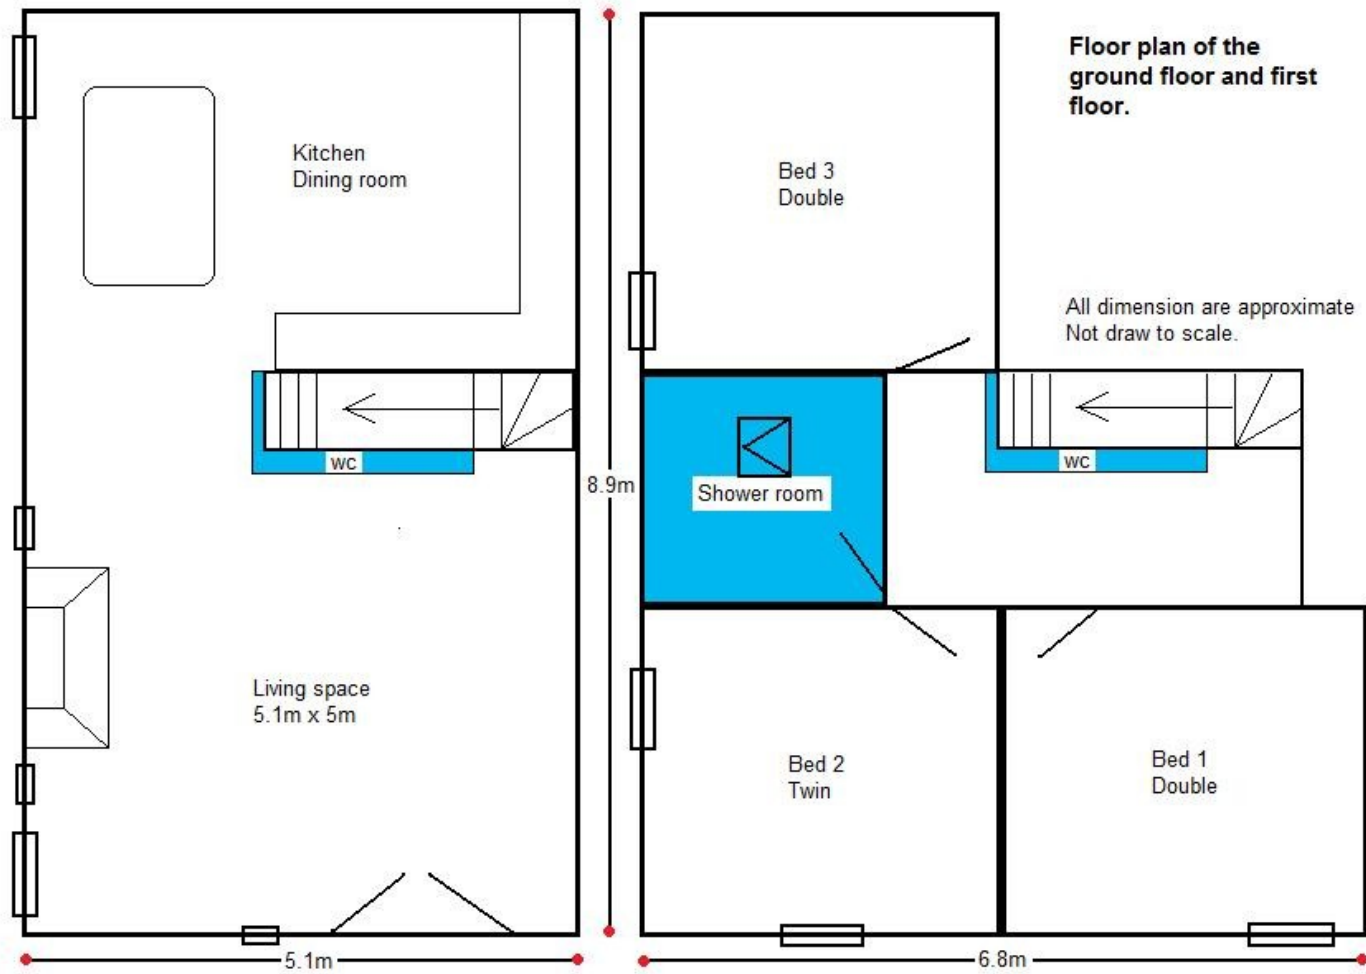 Floor plan of the
ground floor and first
floor.
Kitchen
Dining room
Bed 3
Double
All dimension are approximate
Not draw to scale.
wc
wc
8.9m
Shower room
Living space
5.1m x 5m
Bed 2
Twin
Bed 1
Double
5.1m
6.8m